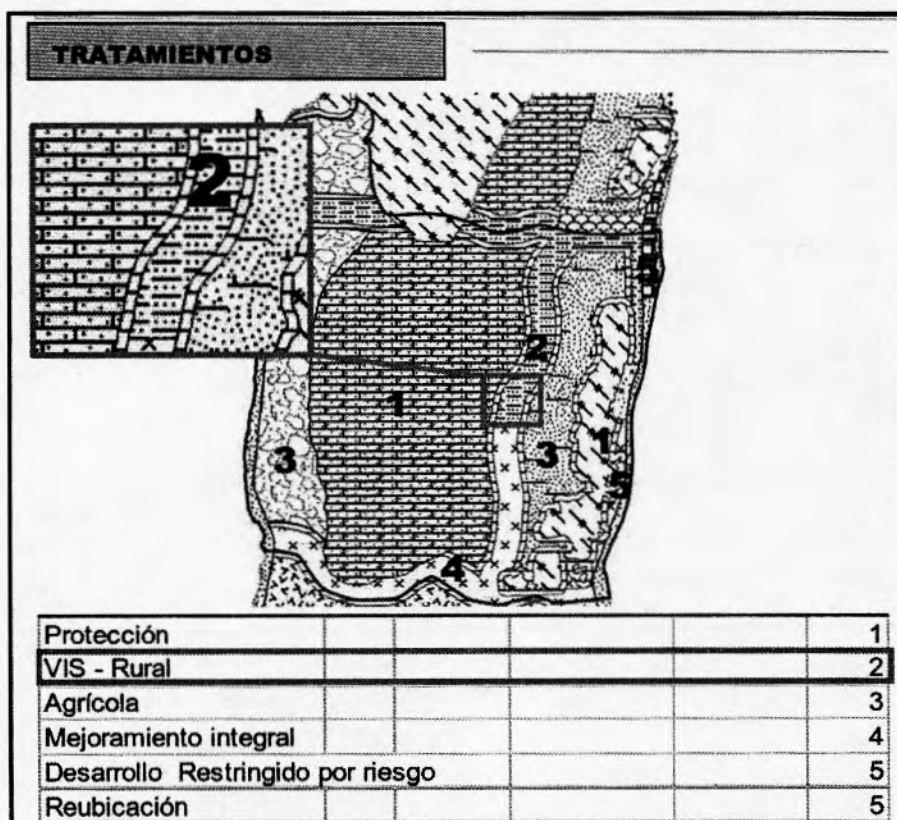 TRATAMIENTOS
2
5
2
1
3
3
1
5
4
Protección 1
VIS - Rural 2
Agrícola 3
Mejoramiento integral 4
Desarrollo Restringido por riesgo 5
Reubicación 5